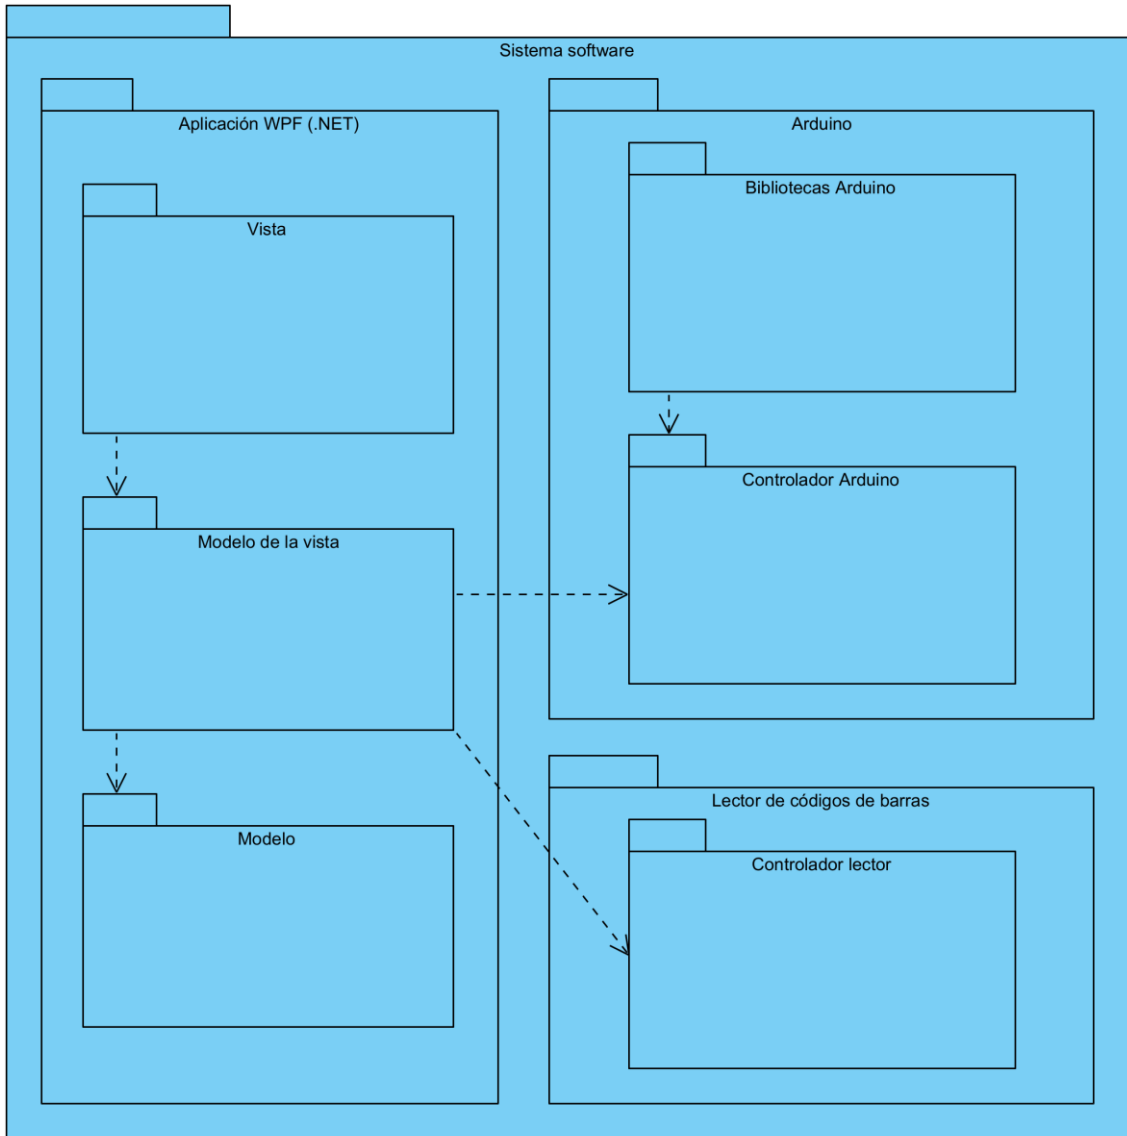 Sistema software
Aplicación WPF (.NET)
Vista
Modelo de la vista
Modelo
Arduino
Bibliotecas Arduino
Controlador Arduino
Lector de códigos de barras
Controlador lector